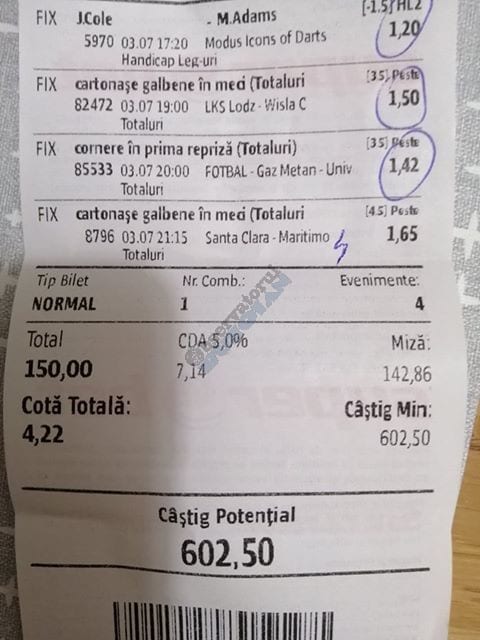 FIX J.Cole - M.Adams [-1.5] HL2
5970 03.07 17:20 Modus Icons of Darts 1,20
Handicap Leg-uri
FIX cartonașe galbene în meci (Totaluri [3.5] Peste
82472 03.07 19:00 LKS Lodz - Wisla C 1,50
Totaluri
FIX cornere în prima repriză (Totaluri) [3.5] Peste
85533 03.07 20:00 FOTBAL - Gaz Metan - Univ 1,42
Totaluri
FIX cartonașe galbene în meci (Totaluri [4.5] Peste
8796 03.07 21:15 Santa Clara - Maritimo 1,65
Totaluri
Tip Bilet Nr. Comb.: Evenimente:
NORMAL 1 4
Total CDA 5,0% Miză:
150,00 7,14 142,86
Cotă Totală: Câștig Min:
4,22 602,50
Câștig Potențial
602,50